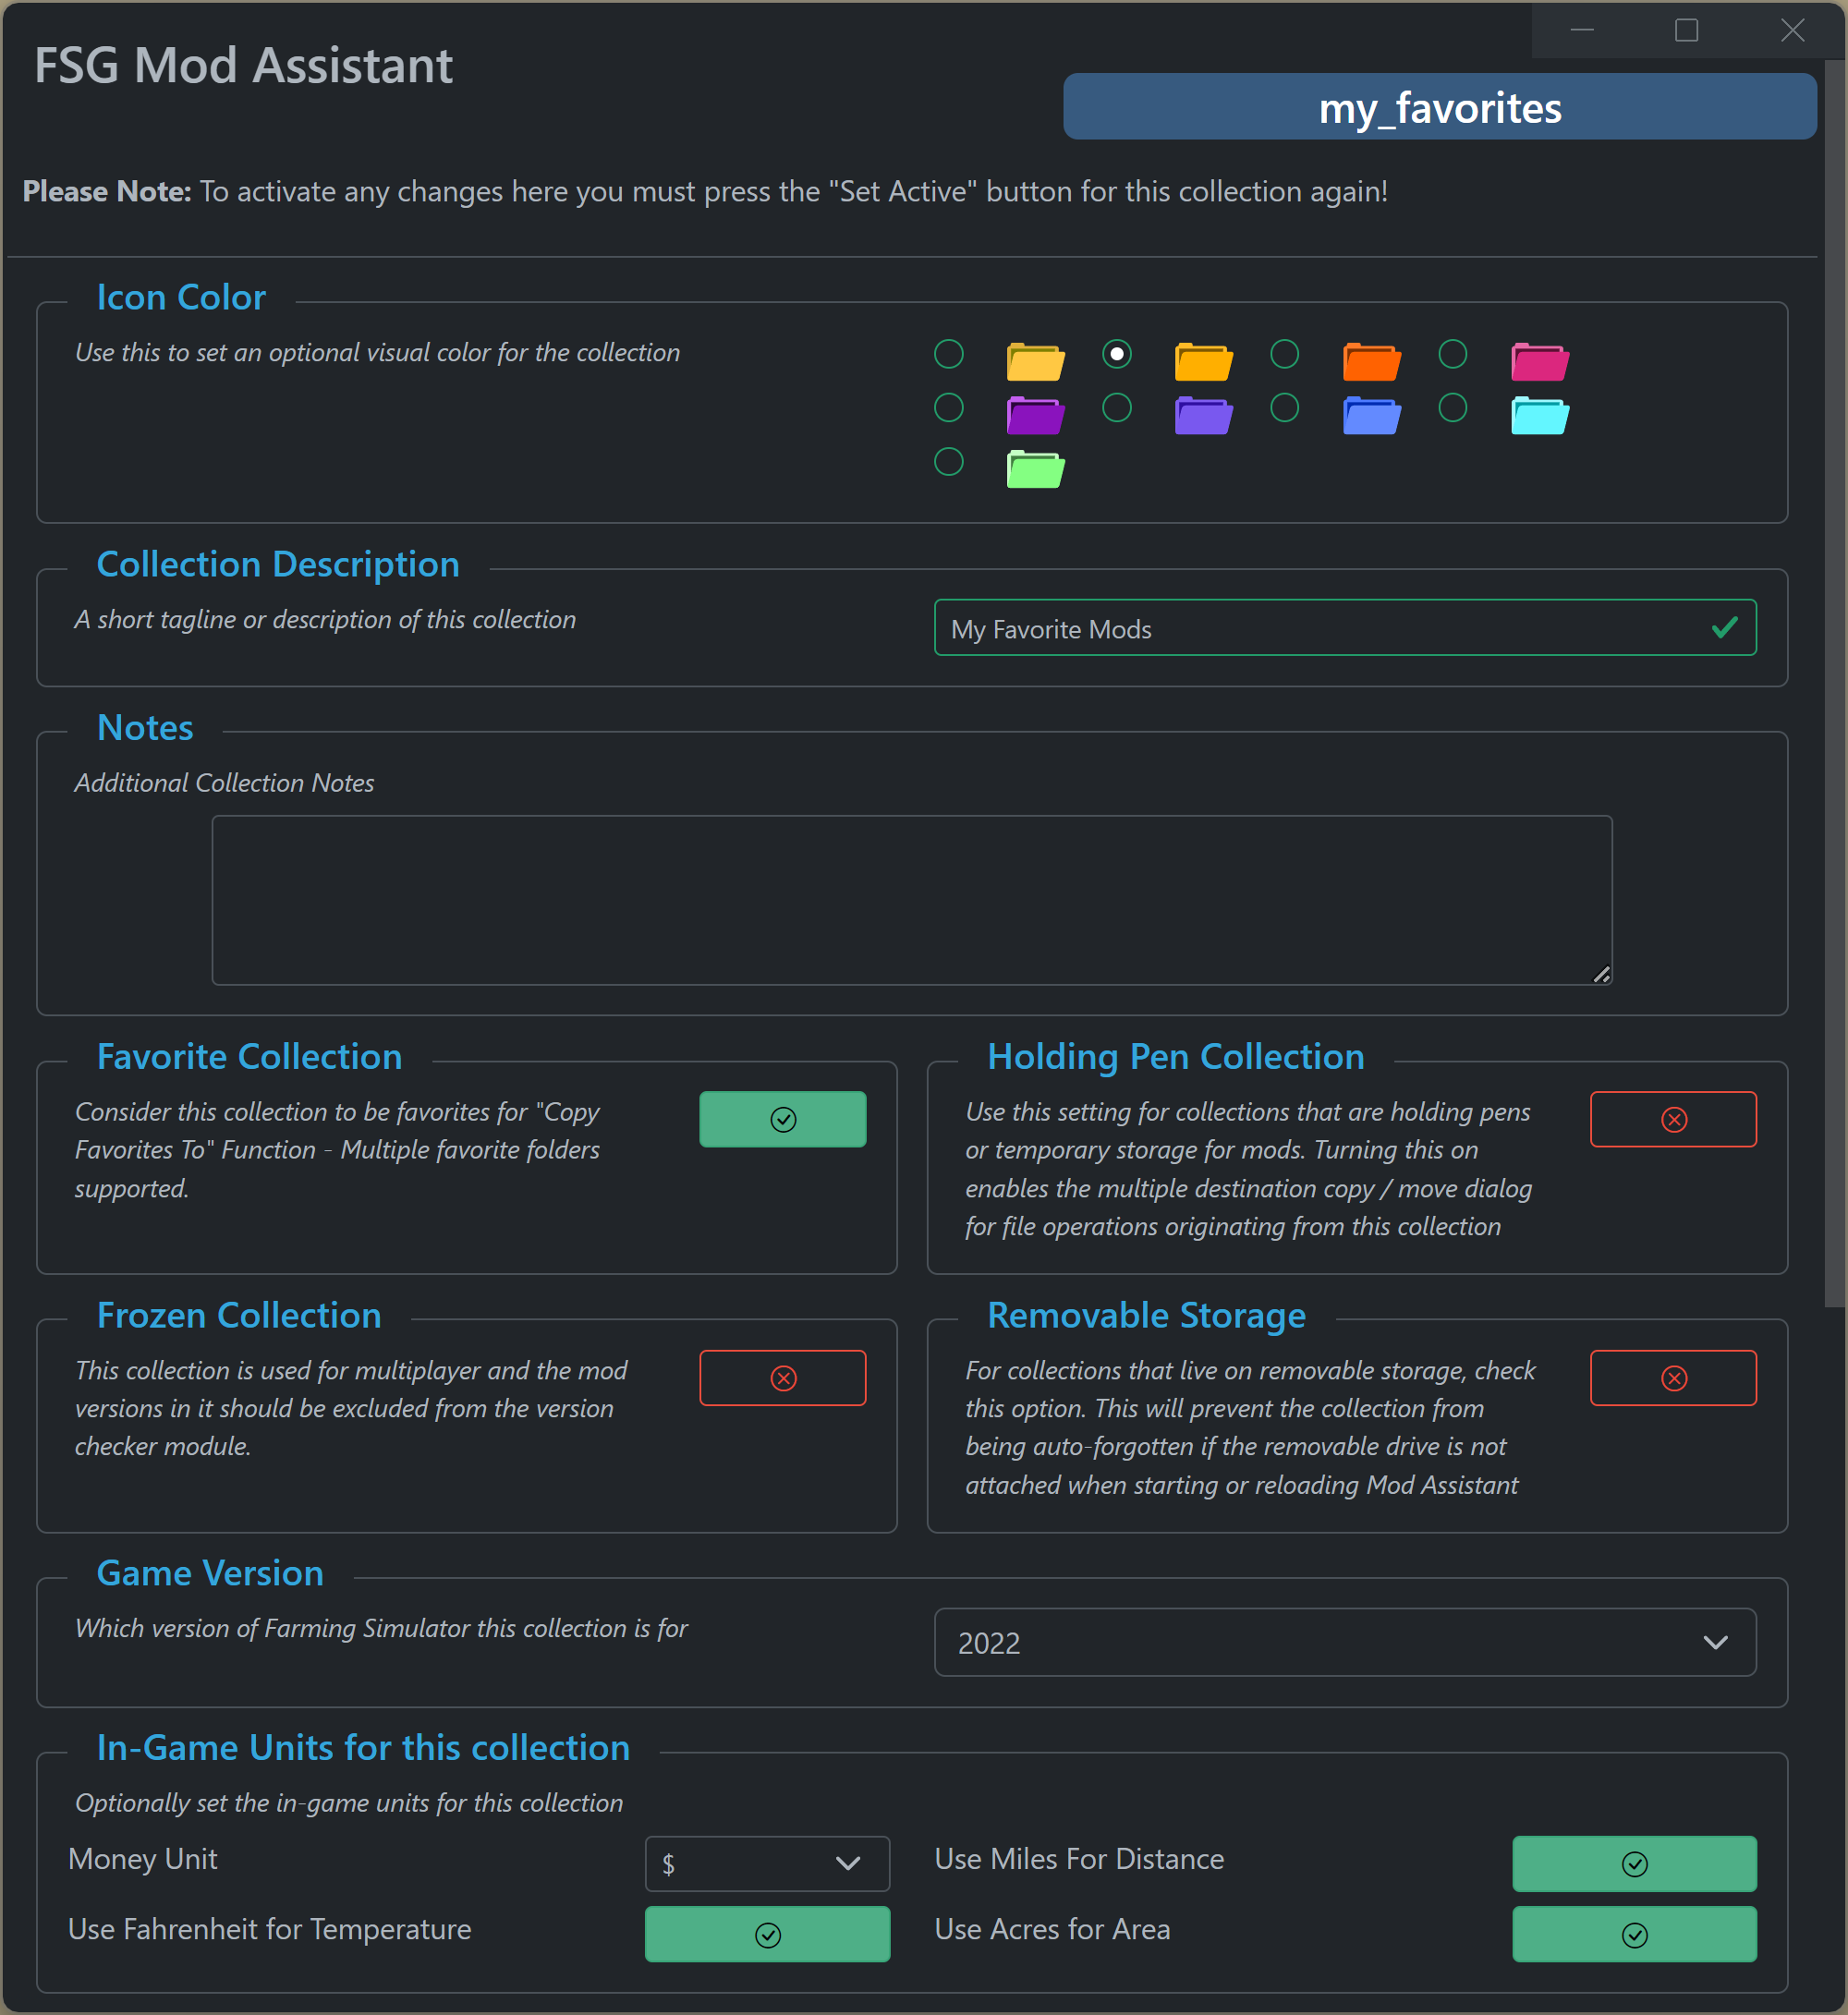 FSG Mod Assistant
my_favorites
Please Note: To activate any changes here you must press the "Set Active" button for this collection again!
Icon Color
Use this to set an optional visual color for the collection
Collection Description
A short tagline or description of this collection
My Favorite Mods
Notes
Additional Collection Notes
Favorite Collection
Consider this collection to be favorites for "Copy
Favorites To" Function - Multiple favorite folders
supported.
Holding Pen Collection
Use this setting for collections that are holding pens
or temporary storage for mods. Turning this on
enables the multiple destination copy / move dialog
for file operations originating from this collection
Frozen Collection
This collection is used for multiplayer and the mod
versions in it should be excluded from the version
checker module.
Removable Storage
For collections that live on removable storage, check
this option. This will prevent the collection from
being auto-forgotten if the removable drive is not
attached when starting or reloading Mod Assistant
Game Version
Which version of Farming Simulator this collection is for
2022
In-Game Units for this collection
Optionally set the in-game units for this collection
Money Unit
$
Use Miles For Distance
Use Fahrenheit for Temperature
Use Acres for Area